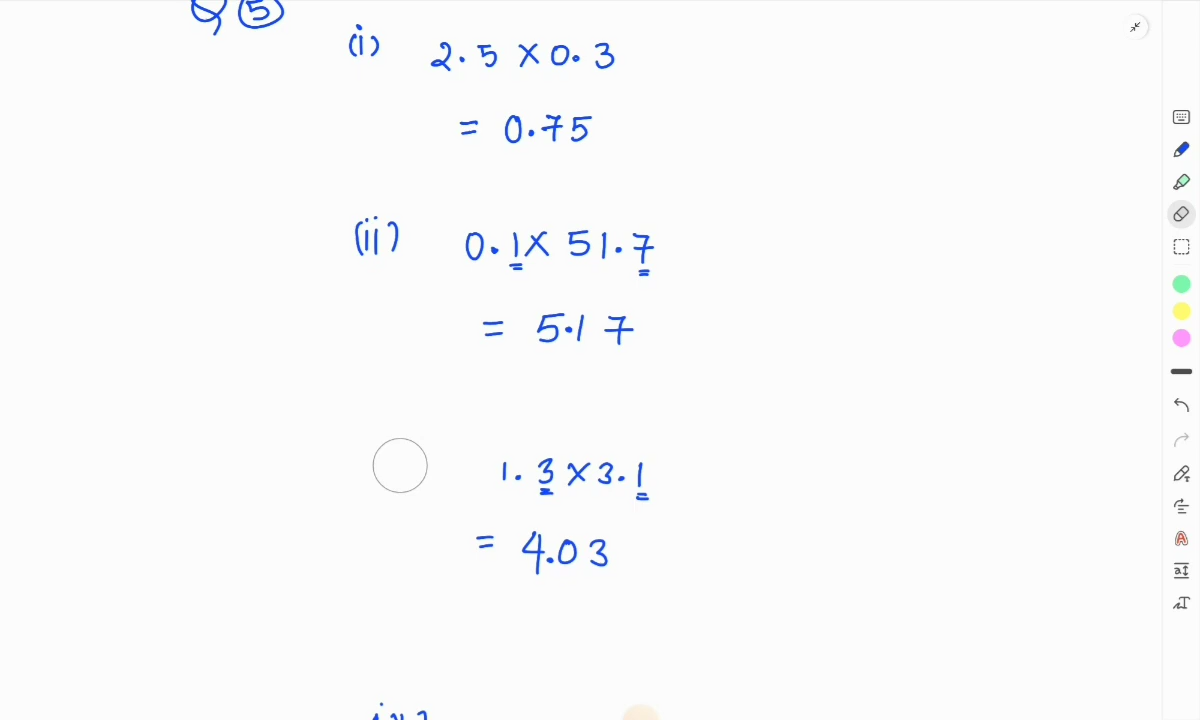 Q 5
(i) 2.5 × 0.3
= 0.75
(ii) 0.1 × 51.7
= 5.17
1.3 × 3.1
= 4.03